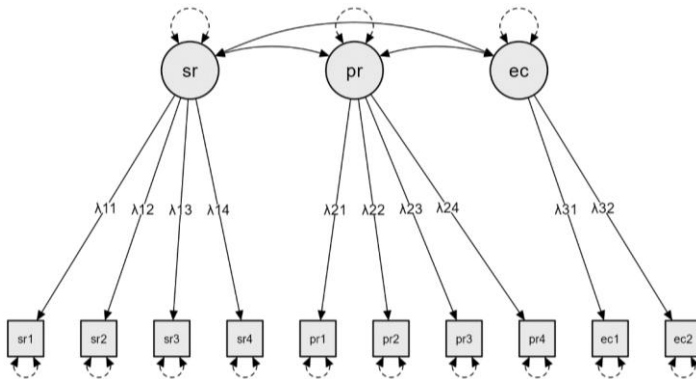 sr pr ec
λ11 λ12 λ13 λ14 λ21 λ22 λ23 λ24 λ31 λ32
sr1 sr2 sr3 sr4 pr1 pr2 pr3 pr4 ec1 ec2